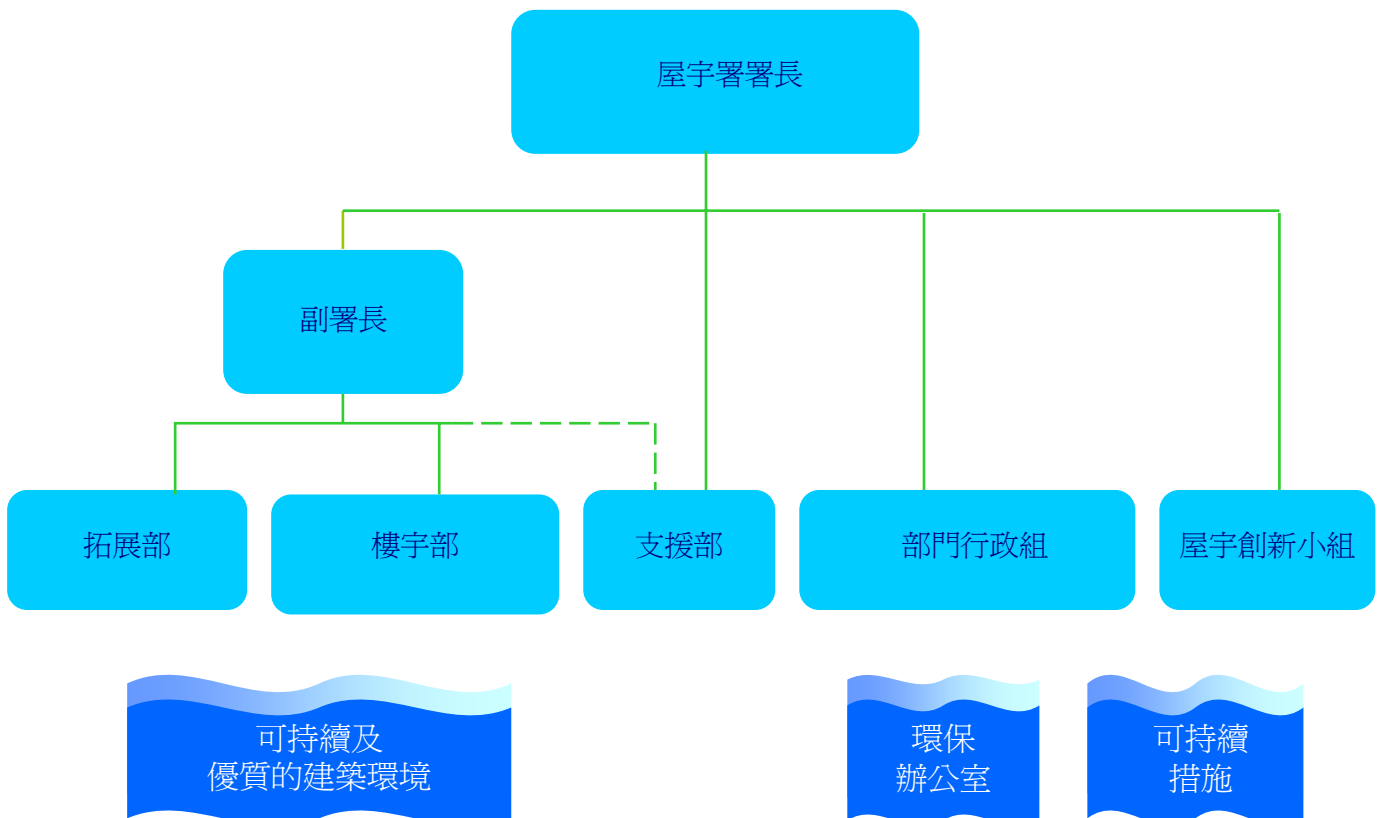 屋宇署署長
副署長
拓展部
樓宇部
支援部
部門行政組
屋宇創新小組
可持續及
優質的建築環境
環保
辦公室
可持續
措施